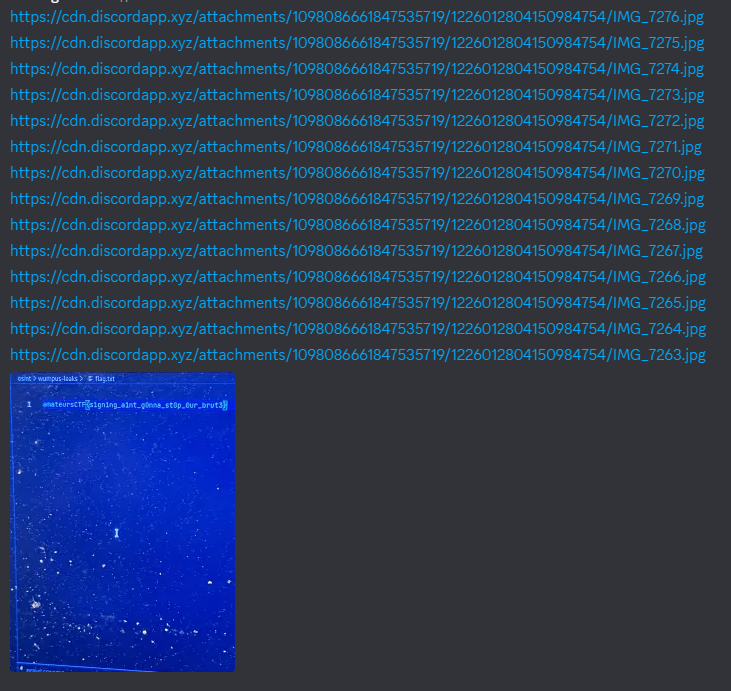 https://cdn.discordapp.xyz/attachments/1098086661847535719/1226012804150984754/IMG_7276.jpg
https://cdn.discordapp.xyz/attachments/1098086661847535719/1226012804150984754/IMG_7275.jpg
https://cdn.discordapp.xyz/attachments/1098086661847535719/1226012804150984754/IMG_7274.jpg
https://cdn.discordapp.xyz/attachments/1098086661847535719/1226012804150984754/IMG_7273.jpg
https://cdn.discordapp.xyz/attachments/1098086661847535719/1226012804150984754/IMG_7272.jpg
https://cdn.discordapp.xyz/attachments/1098086661847535719/1226012804150984754/IMG_7271.jpg
https://cdn.discordapp.xyz/attachments/1098086661847535719/1226012804150984754/IMG_7270.jpg
https://cdn.discordapp.xyz/attachments/1098086661847535719/1226012804150984754/IMG_7269.jpg
https://cdn.discordapp.xyz/attachments/1098086661847535719/1226012804150984754/IMG_7268.jpg
https://cdn.discordapp.xyz/attachments/1098086661847535719/1226012804150984754/IMG_7267.jpg
https://cdn.discordapp.xyz/attachments/1098086661847535719/1226012804150984754/IMG_7266.jpg
https://cdn.discordapp.xyz/attachments/1098086661847535719/1226012804150984754/IMG_7265.jpg
https://cdn.discordapp.xyz/attachments/1098086661847535719/1226012804150984754/IMG_7264.jpg
https://cdn.discordapp.xyz/attachments/1098086661847535719/1226012804150984754/IMG_7263.jpg
osint > wumpus-leaks > flag.txt
1 amateursCTF{s1gn1ng_a1nt_g0nna_st0p_0ur_brut3}